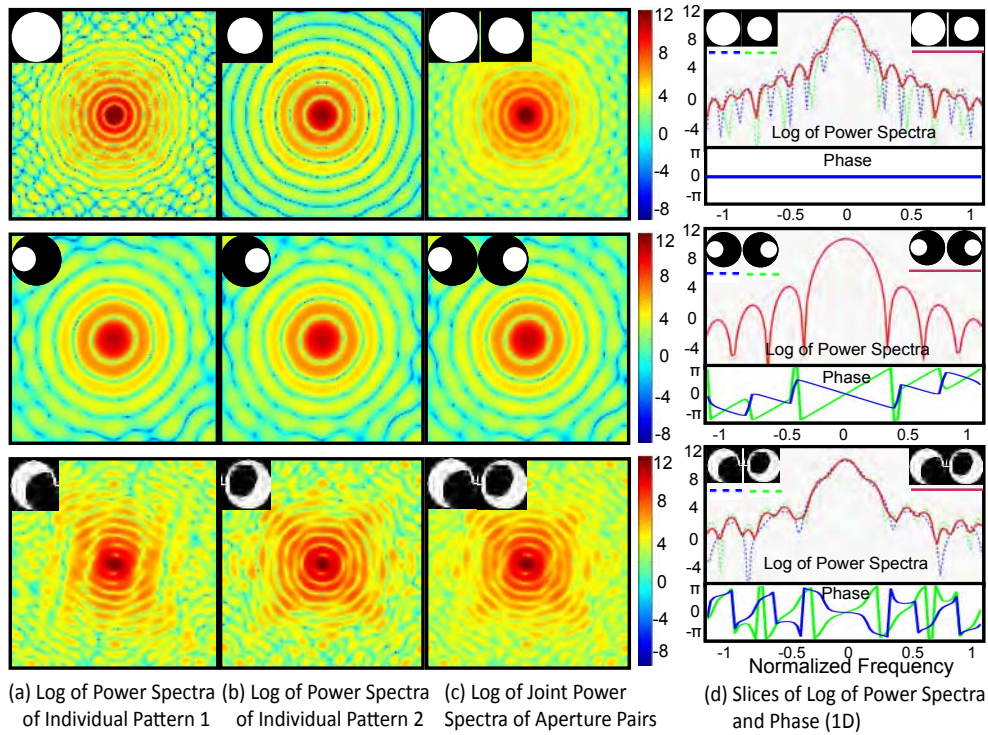 12
8
4
0
-4
-8
12
8
4
0
-4
Log of Power Spectra
π
0
-π
Phase
-1
-0.5
0
0.5
1
12
8
4
0
-4
-8
12
8
4
0
-4
Log of Power Spectra
π
0
-π
Phase
-1
-0.5
0
0.5
1
12
8
4
0
-4
-8
12
8
4
0
-4
Log of Power Spectra
π
0
-π
Phase
-1
-0.5
0
0.5
1
Normalized Frequency
(a) Log of Power Spectra
of Individual Pattern 1
(b) Log of Power Spectra
of Individual Pattern 2
(c) Log of Joint Power
Spectra of Aperture Pairs
(d) Slices of Log of Power Spectra
and Phase (1D)